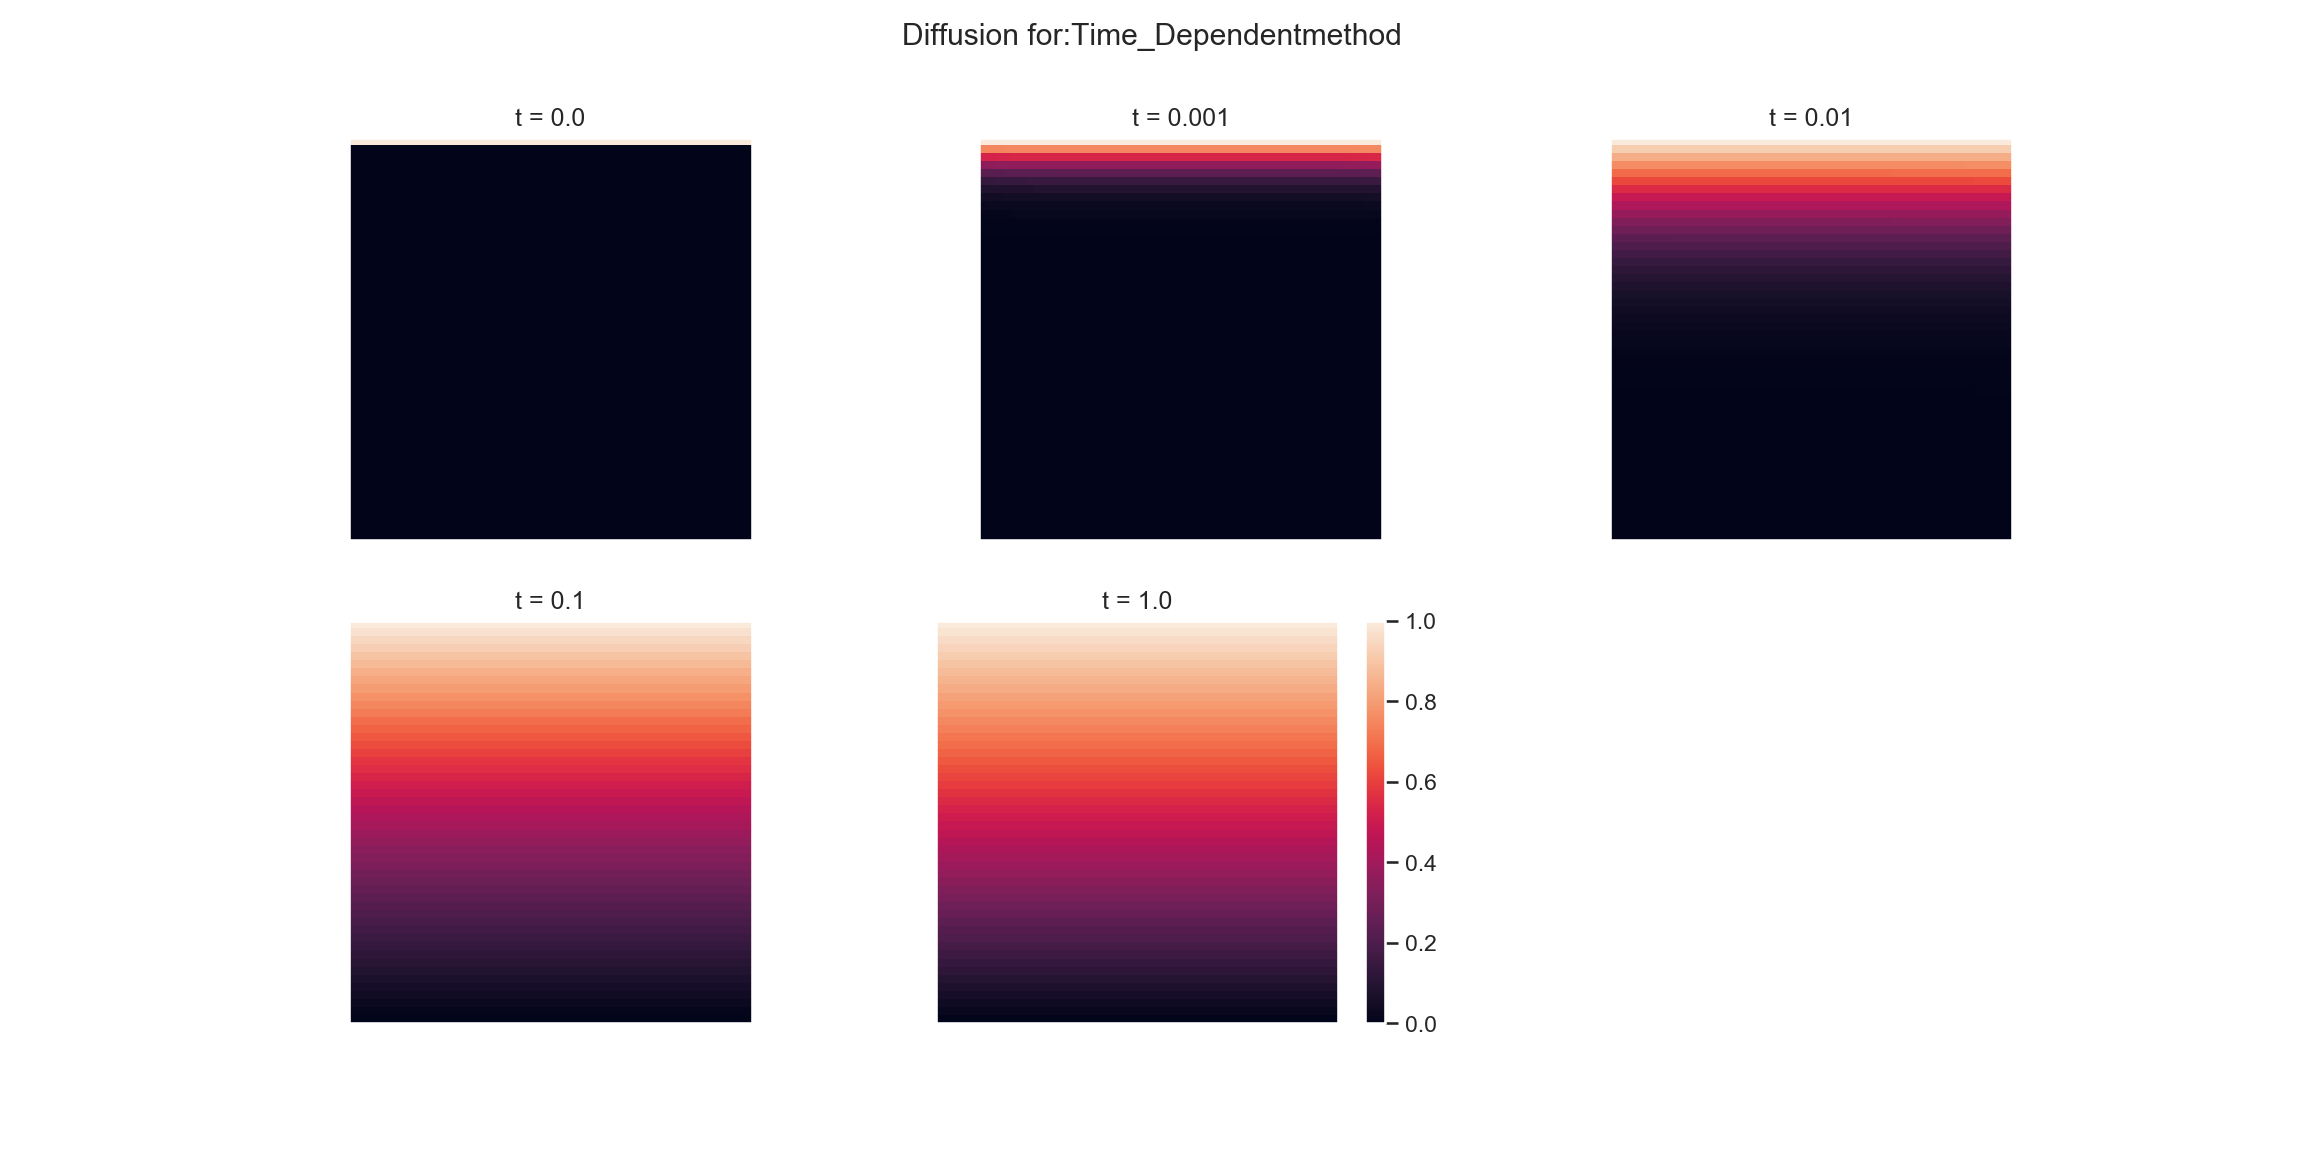 Diffusion for:Time_Dependentmethod
t = 0.0
t = 0.001
t = 0.01
t = 0.1
t = 1.0
1.0
0.8
0.6
0.4
0.2
0.0